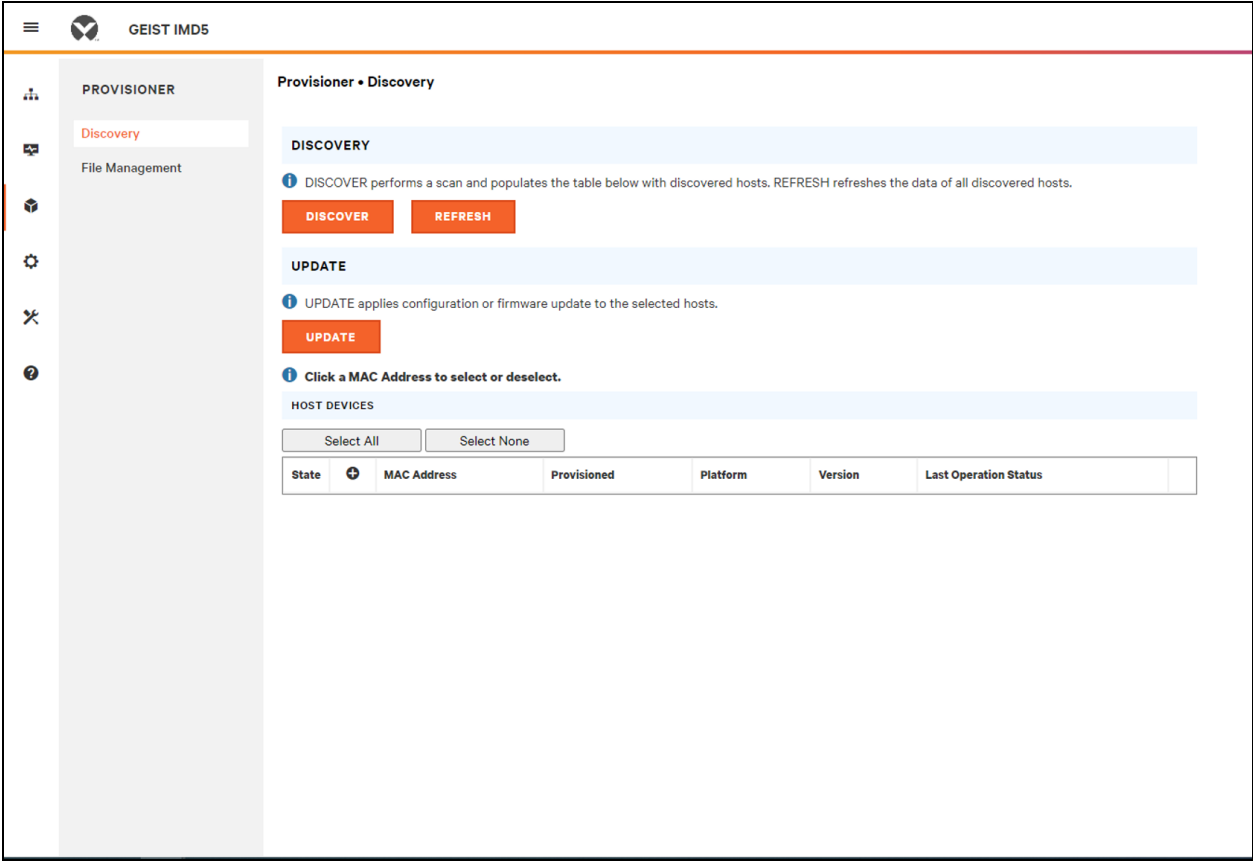 GEIST IMD5
PROVISIONER
Discovery
File Management
Provisioner • Discovery
DISCOVERY
DISCOVER performs a scan and populates the table below with discovered hosts. REFRESH refreshes the data of all discovered hosts.
DISCOVER REFRESH
UPDATE
UPDATE applies configuration or firmware update to the selected hosts.
UPDATE
Click a MAC Address to select or deselect.
HOST DEVICES
Select All Select None
State MAC Address Provisioned Platform Version Last Operation Status